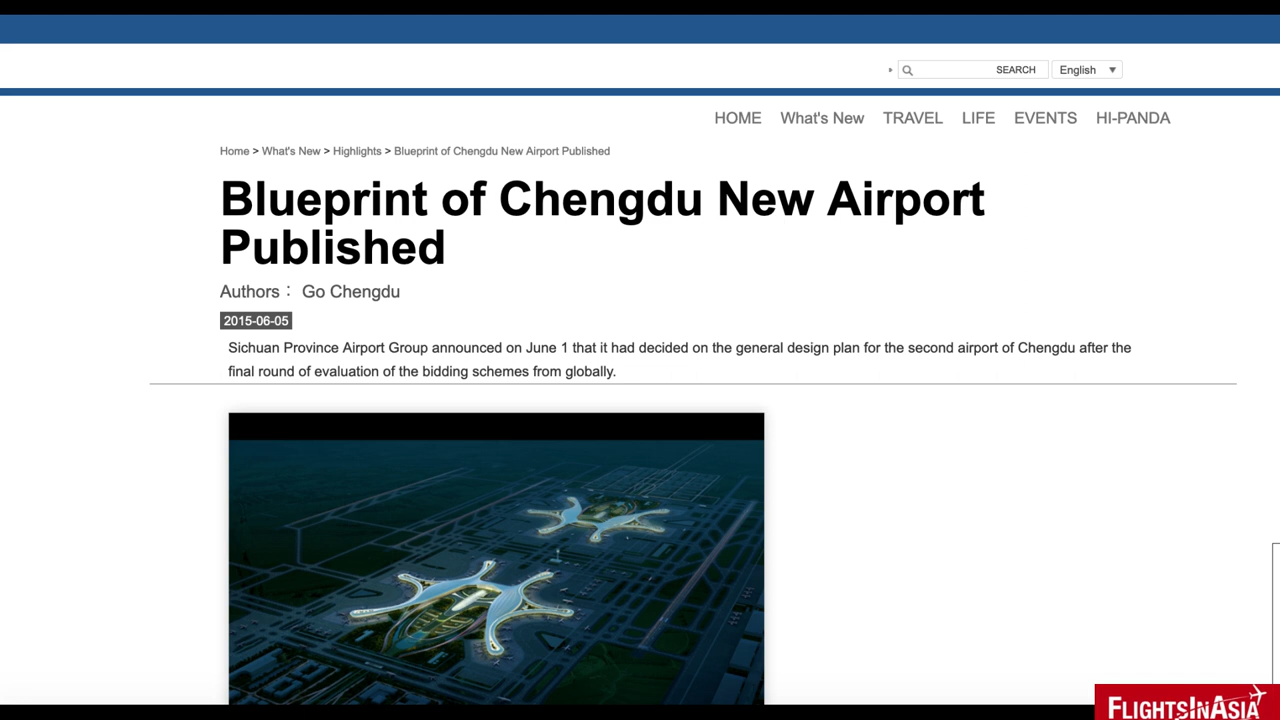 SEARCH English
HOME What's New TRAVEL LIFE EVENTS HI-PANDA
Home > What's New > Highlights > Blueprint of Chengdu New Airport Published
Blueprint of Chengdu New Airport
Published
Authors： Go Chengdu
2015-06-05
Sichuan Province Airport Group announced on June 1 that it had decided on the general design plan for the second airport of Chengdu after the
final round of evaluation of the bidding schemes from globally.
FLIGHTSINASIA